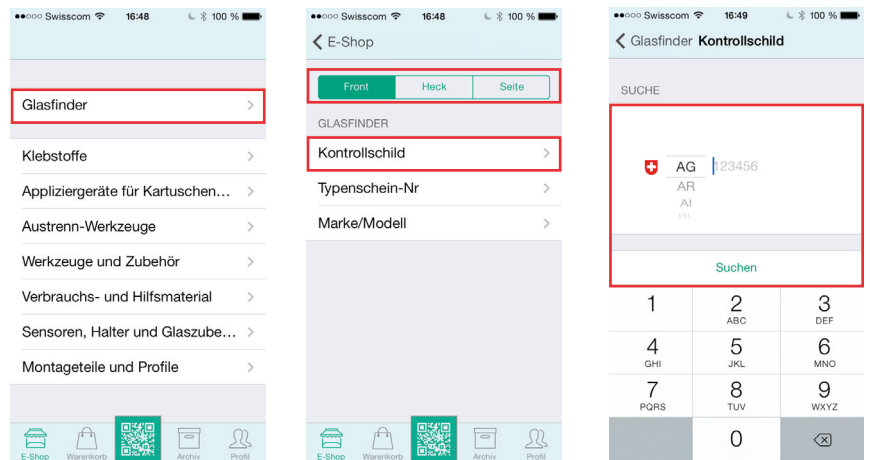 Swisscom 16:48 100 %
Glasfinder
Klebstoffe
Appliziergeräte für Kartuschen...
Austrenn-Werkzeuge
Werkzeuge und Zubehör
Verbrauchs- und Hilfsmaterial
Sensoren, Halter und Glaszube...
Montageteile und Profile
E-Shop Warenkorb Archiv Profil
Swisscom 16:48 100 %
E-Shop
Front Heck Seite
GLASFINDER
Kontrollschild
Typenschein-Nr
Marke/Modell
E-Shop Warenkorb Archiv Profil
Swisscom 16:49 100 %
Glasfinder Kontrollschild
SUCHE
AG 123456
AR
AI
Suchen
1 2 3
ABC DEF
4 5 6
GHI JKL MNO
7 8 9
PQRS TUV WXYZ
0